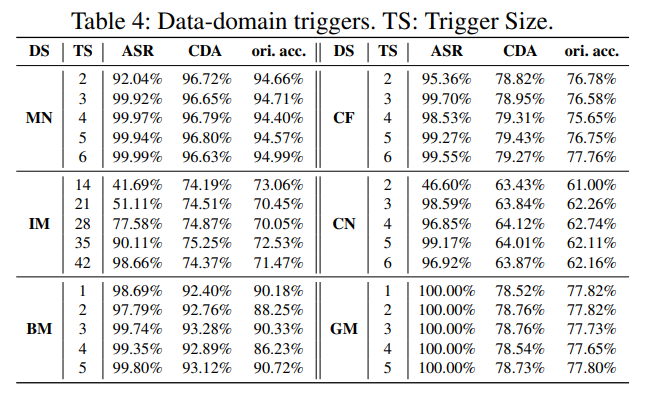 Table 4: Data-domain triggers. TS: Trigger Size.
DS TS ASR CDA ori. acc. DS TS ASR CDA ori. acc.
2 92.04% 96.72% 94.66% 2 95.36% 78.82% 76.78%
3 99.92% 96.65% 94.71% 3 99.70% 78.95% 76.58%
MN 4 99.97% 96.79% 94.40% CF 4 98.53% 79.31% 75.65%
5 99.94% 96.80% 94.57% 5 99.27% 79.43% 76.75%
6 99.99% 96.63% 94.99% 6 99.55% 79.27% 77.76%
14 41.69% 74.19% 73.06% 2 46.60% 63.43% 61.00%
21 51.11% 74.51% 70.45% 3 98.59% 63.84% 62.26%
IM 28 77.58% 74.87% 70.05% CN 4 96.85% 64.12% 62.74%
35 90.11% 75.25% 72.53% 5 99.17% 64.01% 62.11%
42 98.66% 74.37% 71.47% 6 96.92% 63.87% 62.16%
1 98.69% 92.40% 90.18% 1 100.00% 78.52% 77.82%
2 97.79% 92.76% 88.25% 2 100.00% 78.76% 77.82%
BM 3 99.74% 93.28% 90.33% GM 3 100.00% 78.76% 77.73%
4 99.35% 92.89% 86.23% 4 100.00% 78.54% 77.65%
5 99.80% 93.12% 90.72% 5 100.00% 78.73% 77.80%